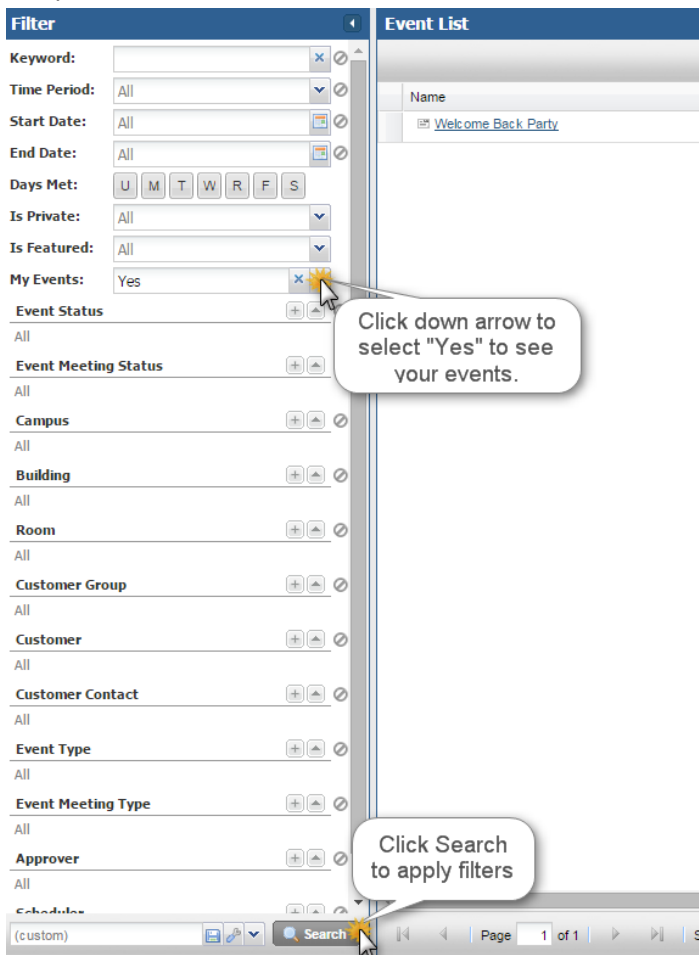 Filter
Keyword:
Time Period: All
Start Date: All
End Date: All
Days Met: U M T W R F S
Is Private: All
Is Featured: All
My Events: Yes
Event Status
All
Event Meeting Status
All
Campus
All
Building
All
Room
All
Customer Group
All
Customer
All
Customer Contact
All
Event Type
All
Event Meeting Type
All
Approver
All
Scheduler
(custom) Search
Event List
Name
Welcome Back Party
Click down arrow to
select "Yes" to see
your events.
Click Search
to apply filters
Page 1 of 1